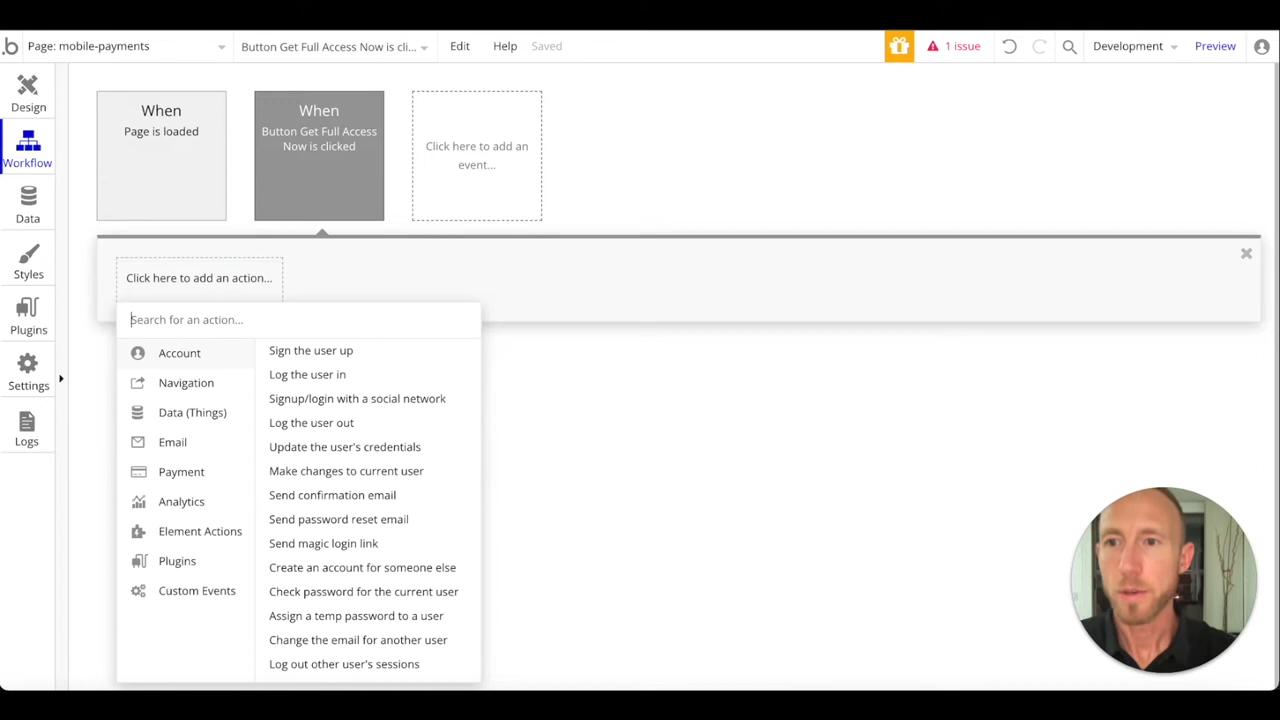 Page: mobile-payments
Button Get Full Access Now is cli...
Edit
Help
Saved
1 issue
Development
Preview
Design
Workflow
Data
Styles
Plugins
Settings
Logs
When
Page is loaded
When
Button Get Full Access
Now is clicked
Click here to add an
event...
Click here to add an action...
Search for an action...
Account
Navigation
Data (Things)
Email
Payment
Analytics
Element Actions
Plugins
Custom Events
Sign the user up
Log the user in
Signup/login with a social network
Log the user out
Update the user's credentials
Make changes to current user
Send confirmation email
Send password reset email
Send magic login link
Create an account for someone else
Check password for the current user
Assign a temp password to a user
Change the email for another user
Log out other user's sessions